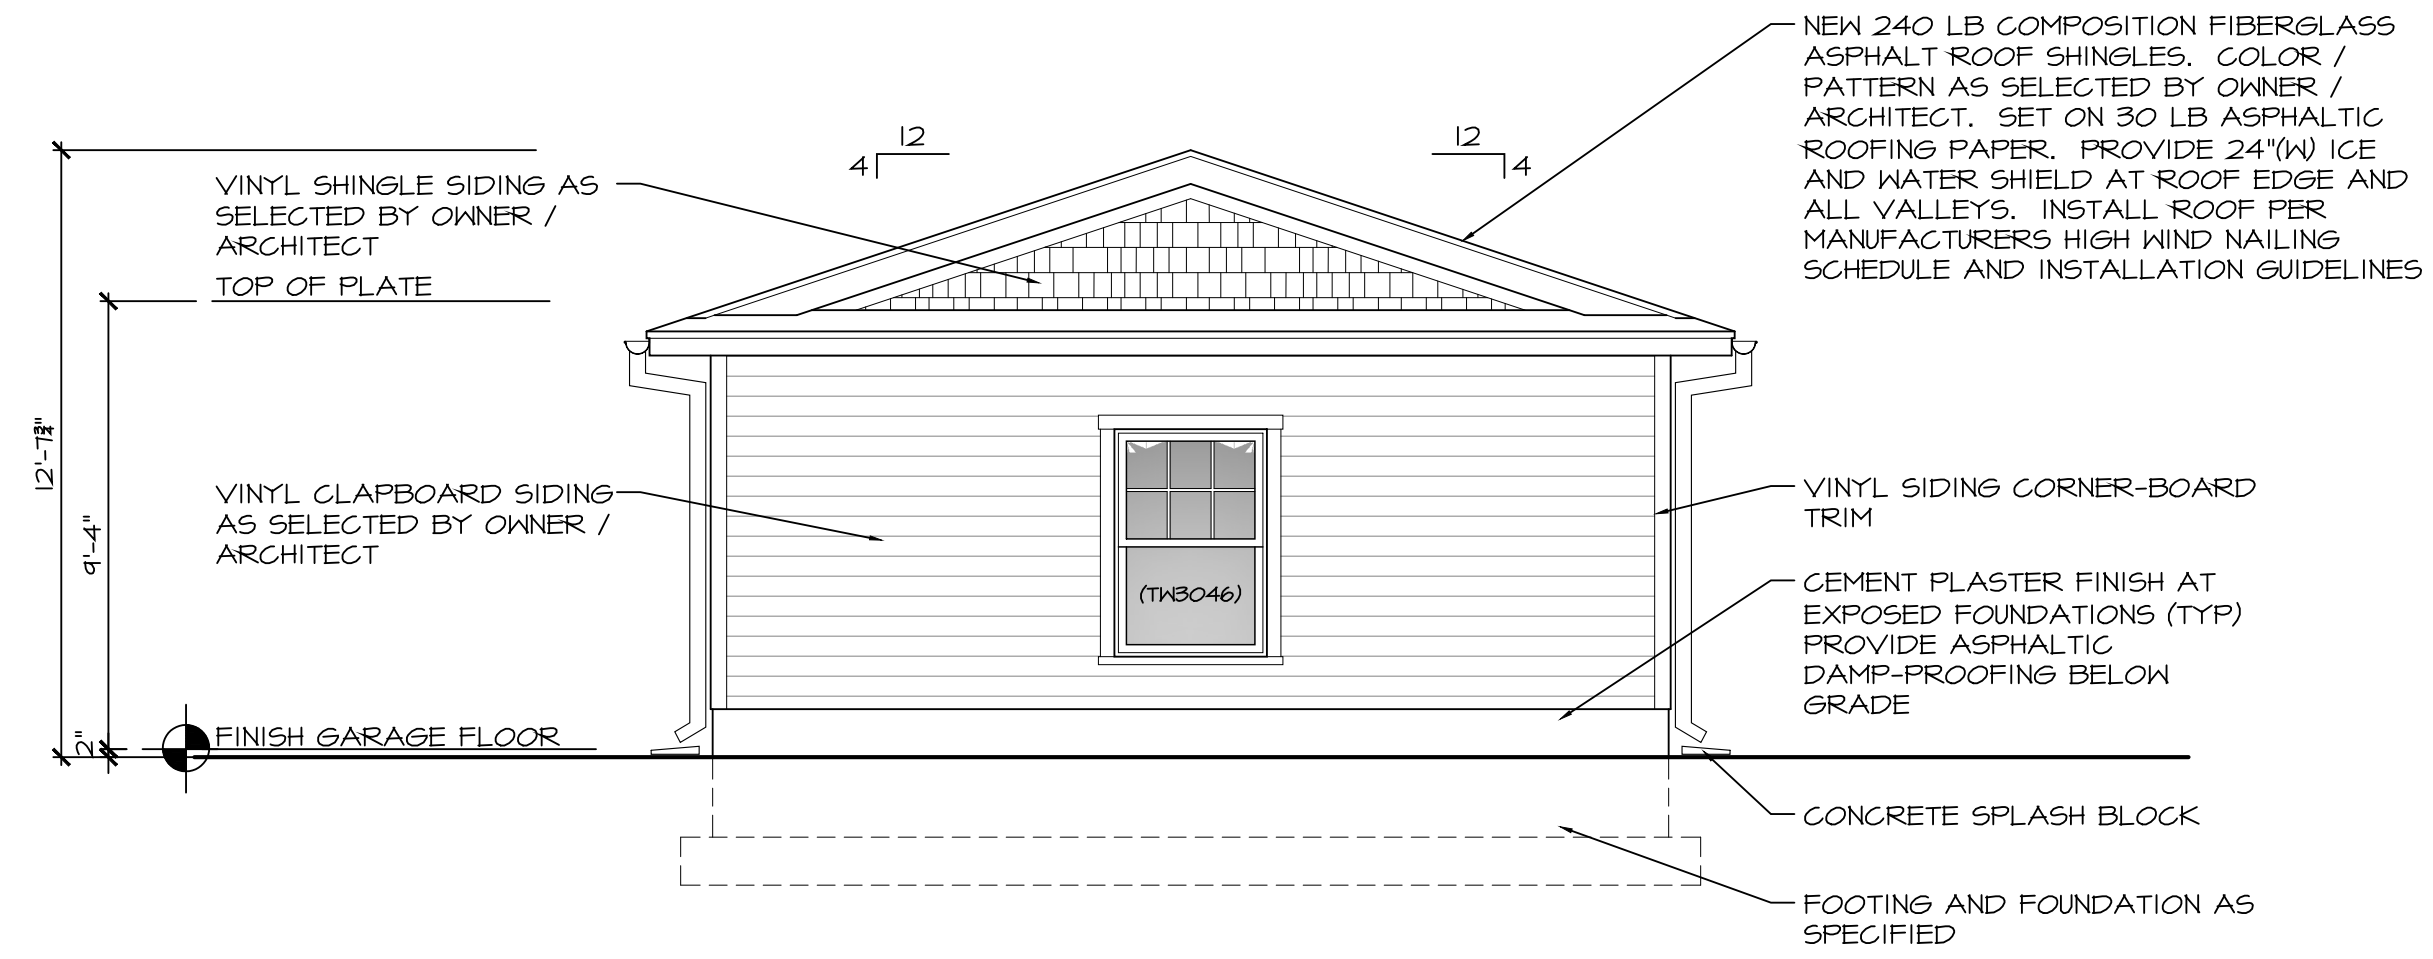 NEW 240 LB COMPOSITION FIBERGLASS
ASPHALT ROOF SHINGLES. COLOR /
PATTERN AS SELECTED BY OWNER /
ARCHITECT. SET ON 30 LB ASPHALTIC
ROOFING PAPER. PROVIDE 24"(W) ICE
AND WATER SHIELD AT ROOF EDGE AND
ALL VALLEYS. INSTALL ROOF PER
MANUFACTURERS HIGH WIND NAILING
SCHEDULE AND INSTALLATION GUIDELINES
12
4
12
4
VINYL SHINGLE SIDING AS
SELECTED BY OWNER /
ARCHITECT
TOP OF PLATE
12'-7¾"
9'-4"
2"
VINYL CLAPBOARD SIDING
AS SELECTED BY OWNER /
ARCHITECT
(TW3046)
VINYL SIDING CORNER-BOARD
TRIM
CEMENT PLASTER FINISH AT
EXPOSED FOUNDATIONS (TYP)
PROVIDE ASPHALTIC
DAMP-PROOFING BELOW
GRADE
FINISH GARAGE FLOOR
CONCRETE SPLASH BLOCK
FOOTING AND FOUNDATION AS
SPECIFIED